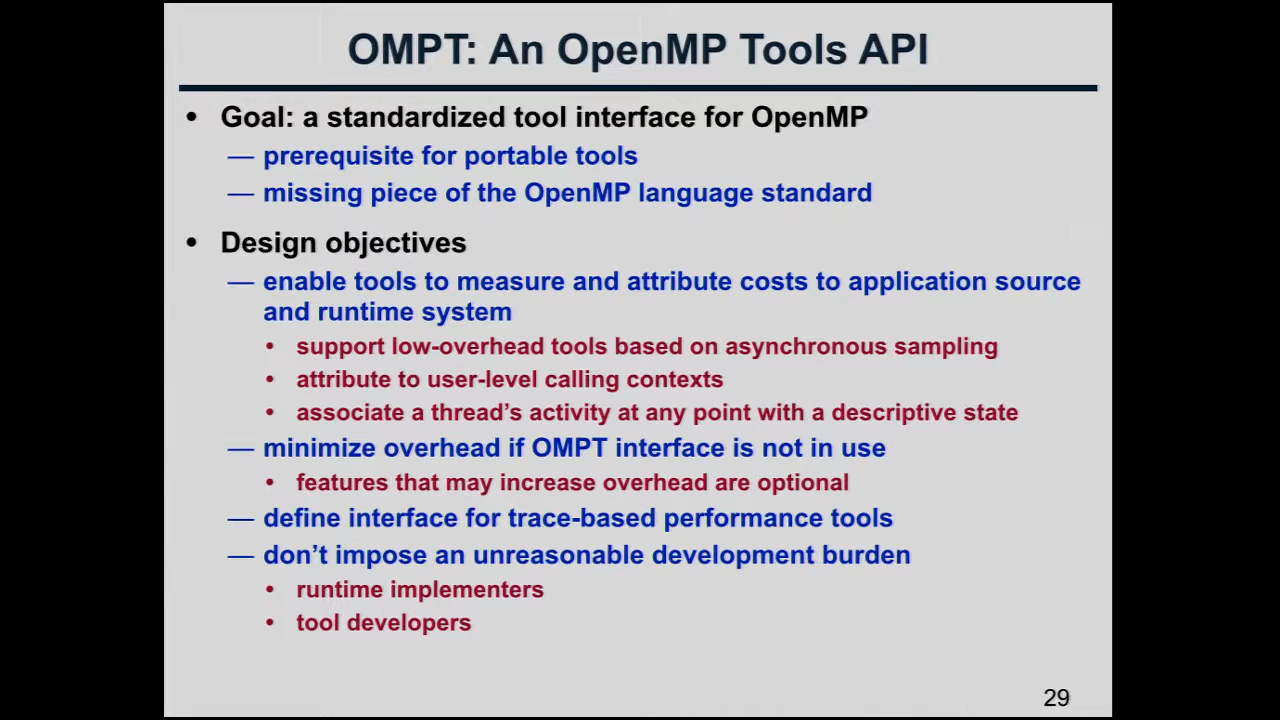 OMPT: An OpenMP Tools API
• Goal: a standardized tool interface for OpenMP
— prerequisite for portable tools
— missing piece of the OpenMP language standard
• Design objectives
— enable tools to measure and attribute costs to application source
and runtime system
• support low-overhead tools based on asynchronous sampling
• attribute to user-level calling contexts
• associate a thread’s activity at any point with a descriptive state
— minimize overhead if OMPT interface is not in use
• features that may increase overhead are optional
— define interface for trace-based performance tools
— don’t impose an unreasonable development burden
• runtime implementers
• tool developers
29